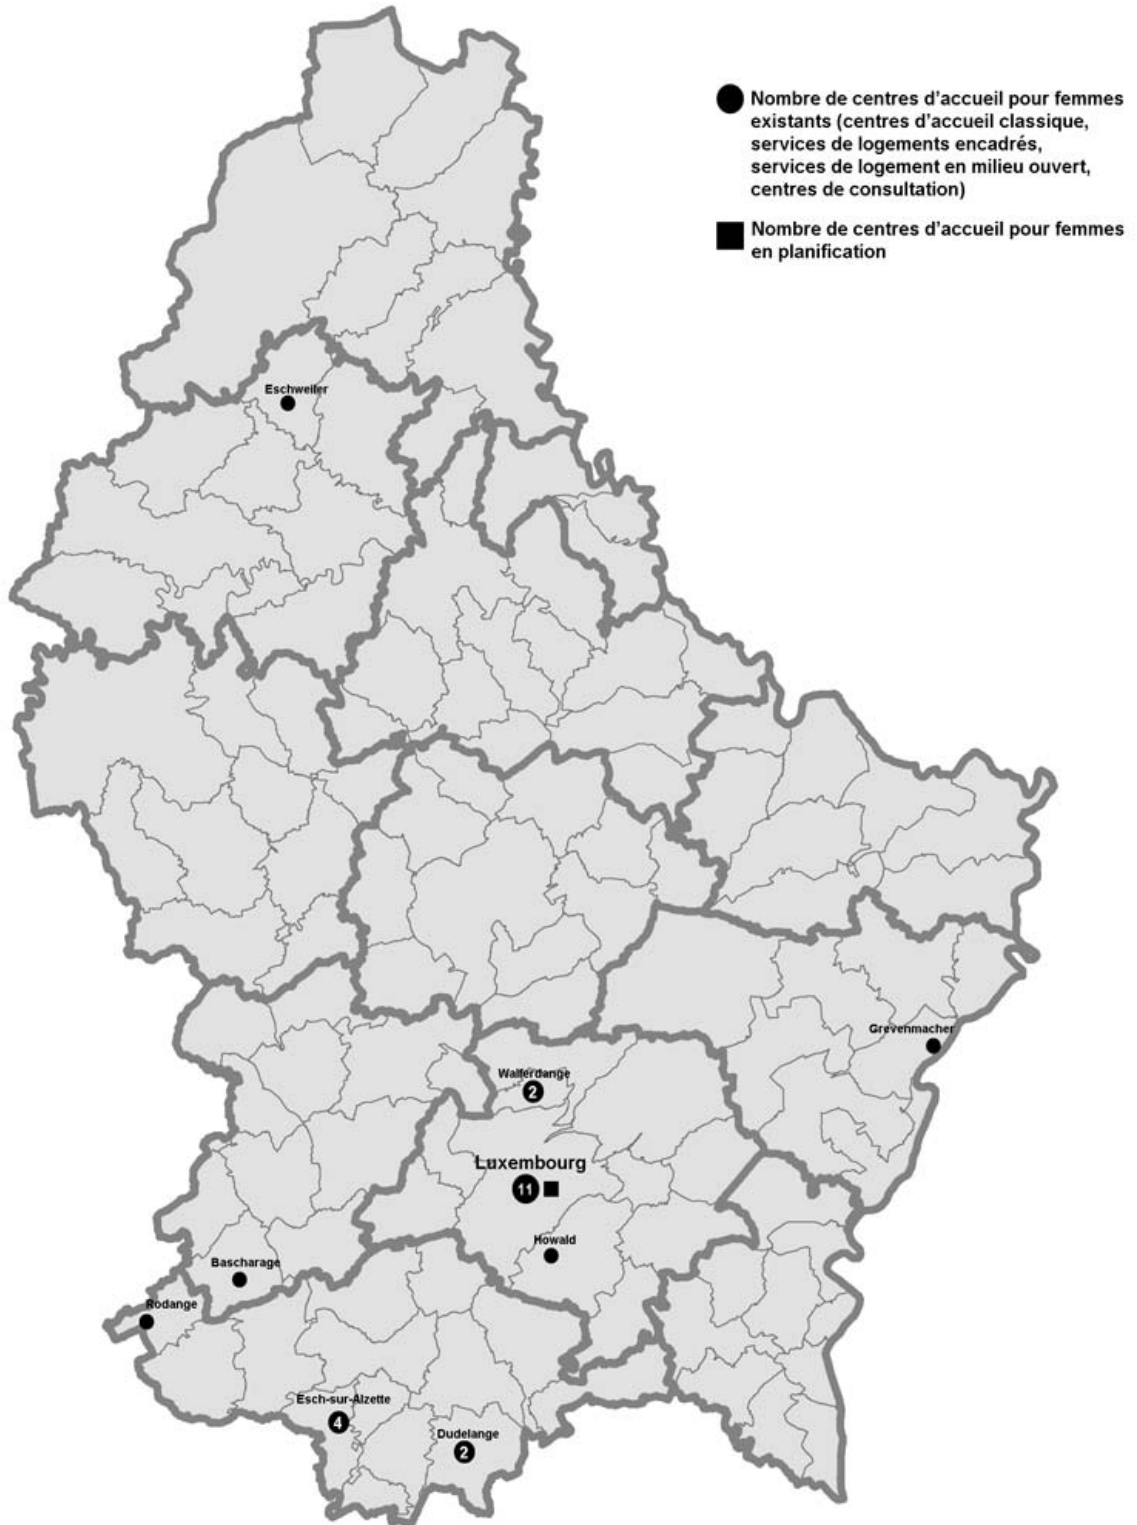 Nombre de centres d'accueil pour femmes
existants (centres d'accueil classique,
services de logements encadrés,
services de logement en milieu ouvert,
centres de consultation)
Nombre de centres d'accueil pour femmes
en planification
Eschweiler
Grevenmacher
Walferdange
2
Luxembourg
11
Howald
Bascharage
Rodange
Esch-sur-Alzette
4
Dudelange
2